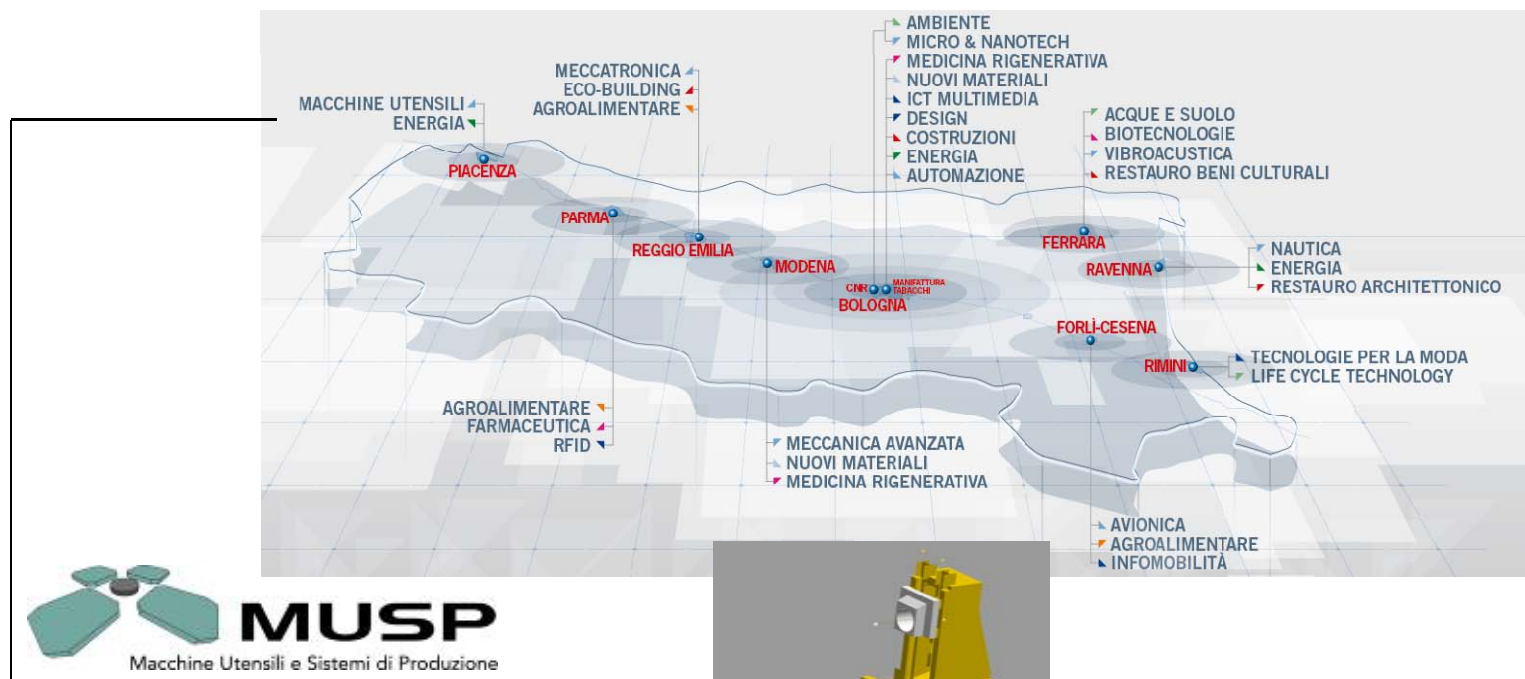 AMBIENTE
MICRO & NANOTECH
MEDICINA RIGENERATIVA
NUOVI MATERIALI
ICT MULTIMEDIA
DESIGN
COSTRUZIONI
ENERGIA
AUTOMAZIONE
MECCATRONICA
ECO-BUILDING
AGROALIMENTARE
MACCHINE UTENSILI
ENERGIA
ACQUE E SUOLO
BIOTECNOLOGIE
VIBROACUSTICA
RESTAURO BENI CULTURALI
PIACENZA
PARMA
REGGIO EMILIA
MODENA
CNR
MANIFATTURA
TABACCHI
BOLOGNA
FERRARA
RAVENNA
NAUTICA
ENERGIA
RESTAURO ARCHITETTONICO
FORLÌ-CESENA
RIMINI
TECNOLOGIE PER LA MODA
LIFE CYCLE TECHNOLOGY
AGROALIMENTARE
FARMACEUTICA
RFID
MECCANICA AVANZATA
NUOVI MATERIALI
MEDICINA RIGENERATIVA
AVIONICA
AGROALIMENTARE
INFOMOBILITÀ
MUSP
Macchine Utensili e Sistemi di Produzione